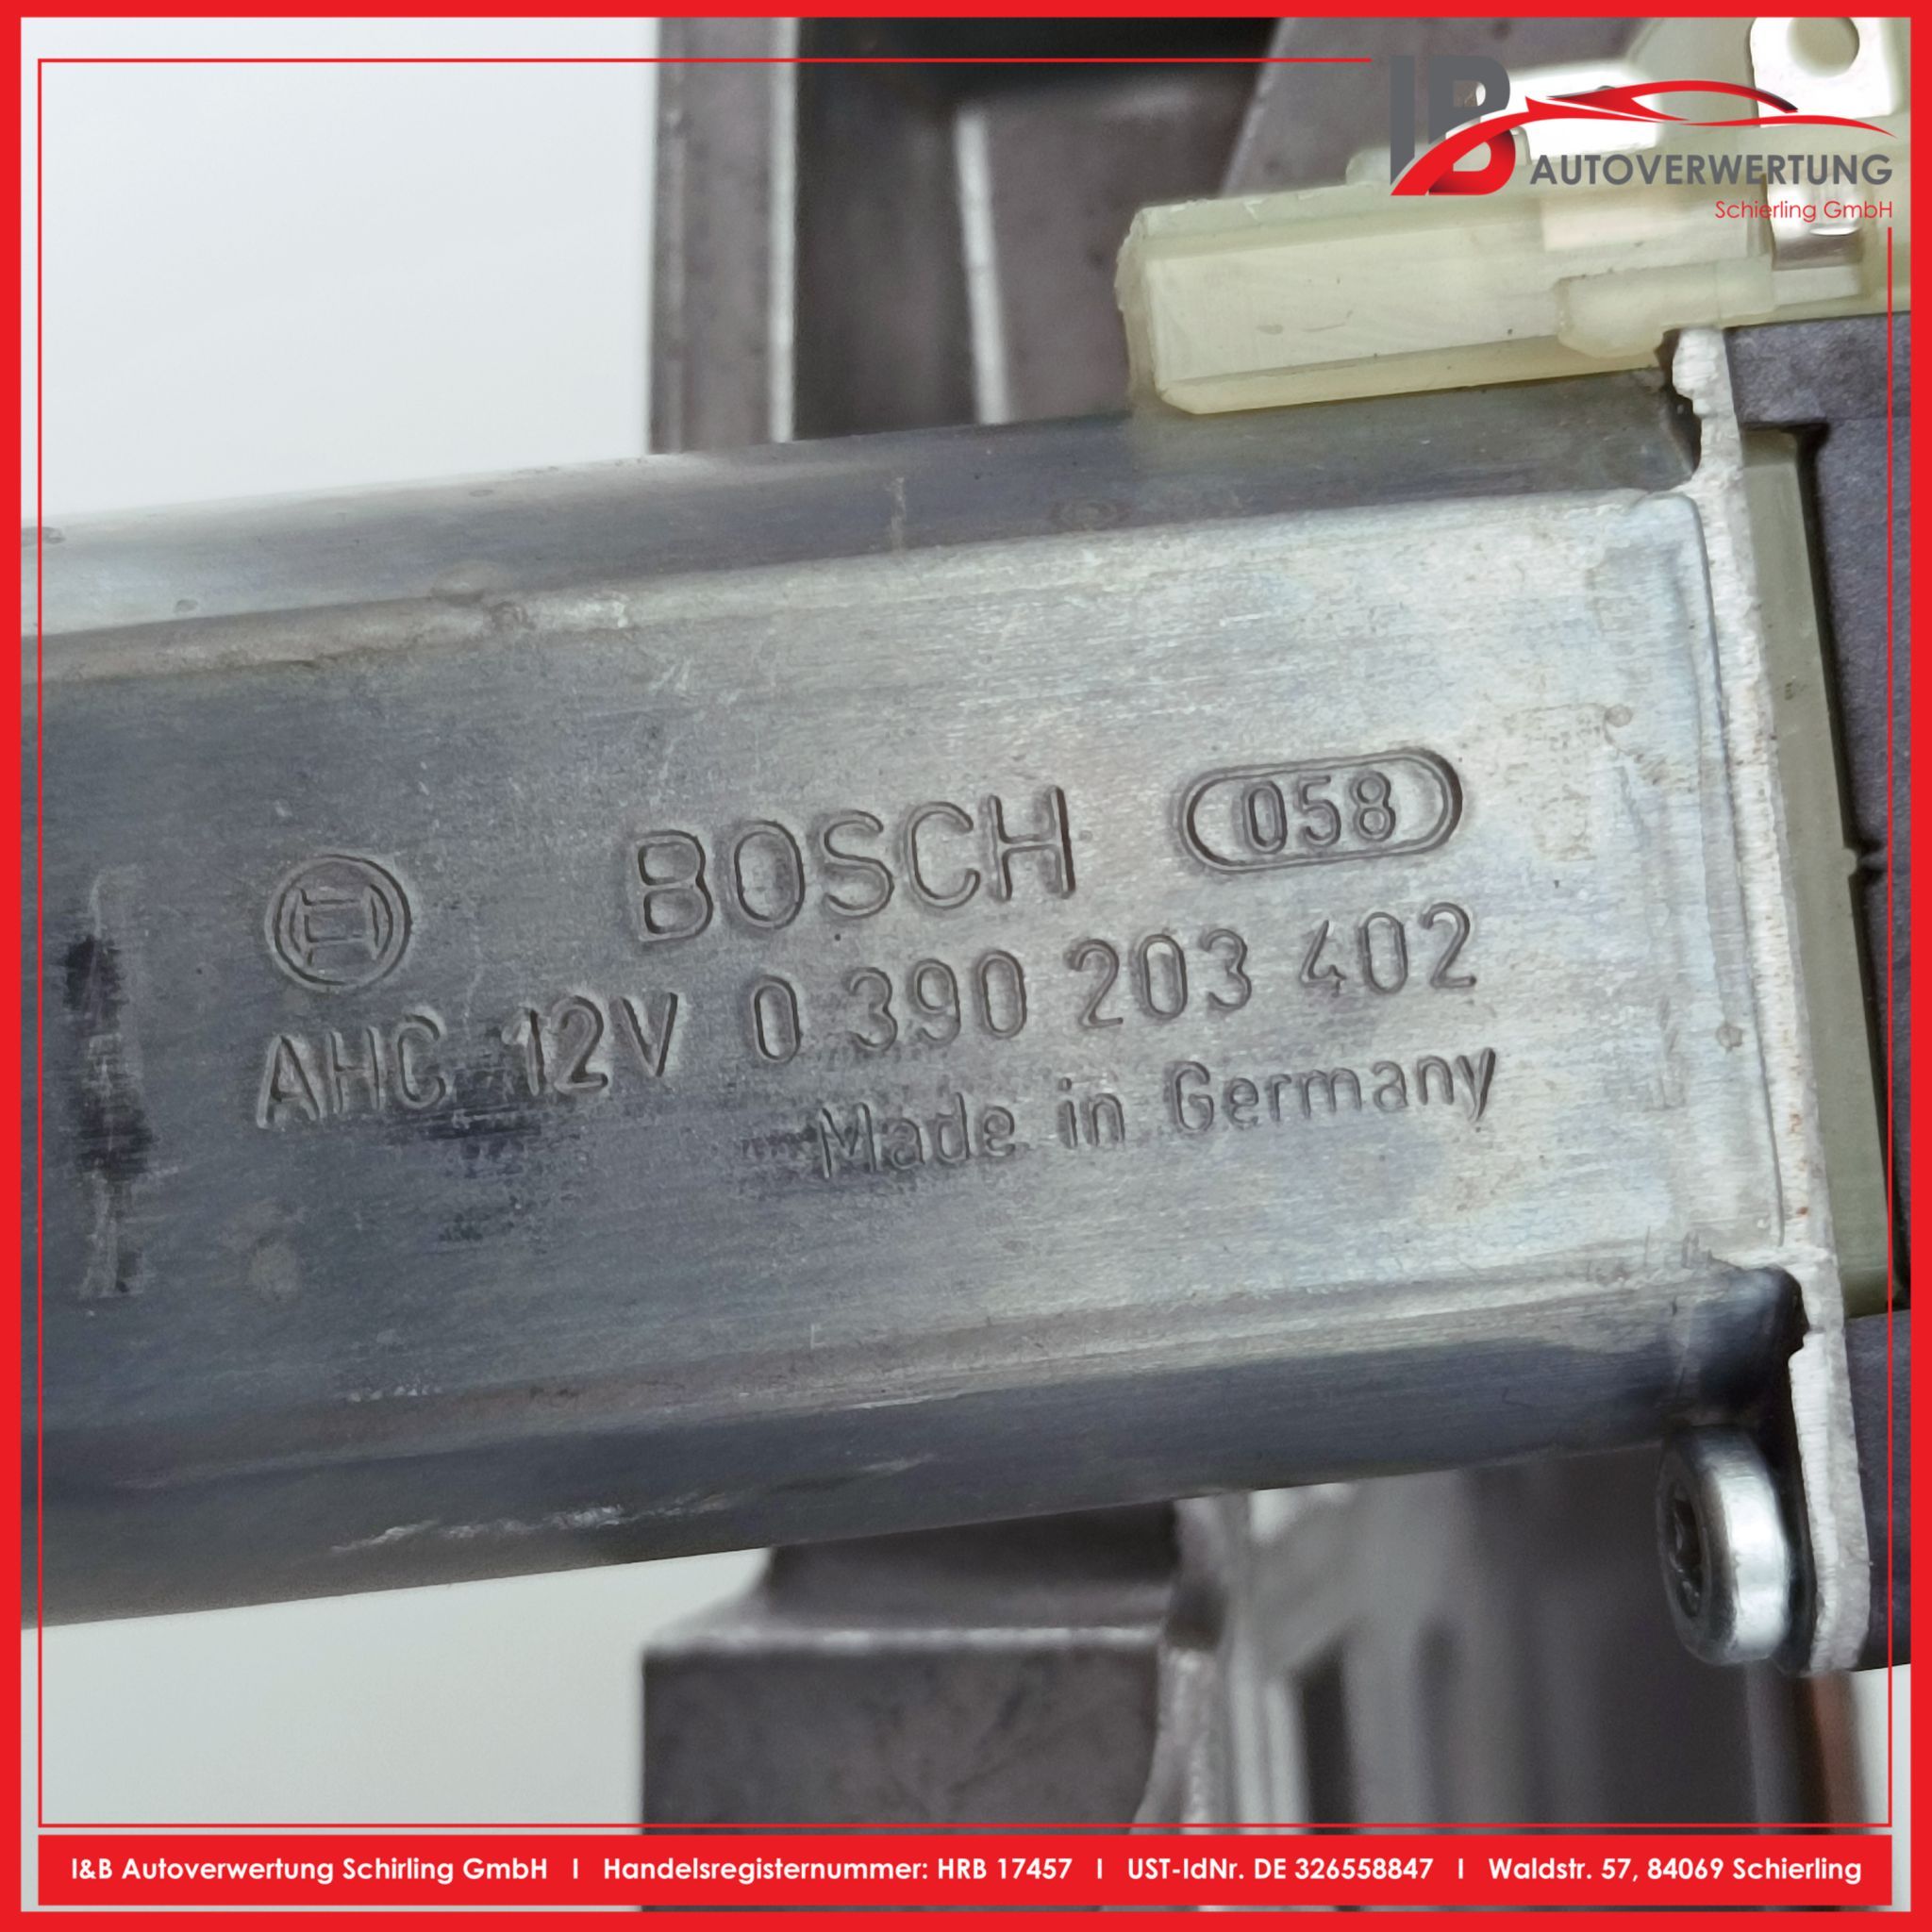 IB
AUTOVERWERTUNG
Schierling GmbH
BOSCH 058
AHC 12V 0 390 203 402
Made in Germany
I&B Autoverwertung Schirling GmbH I Handelsregisternummer: HRB 17457 I UST-IdNr. DE 326558847 I Waldstr. 57, 84069 Schierling